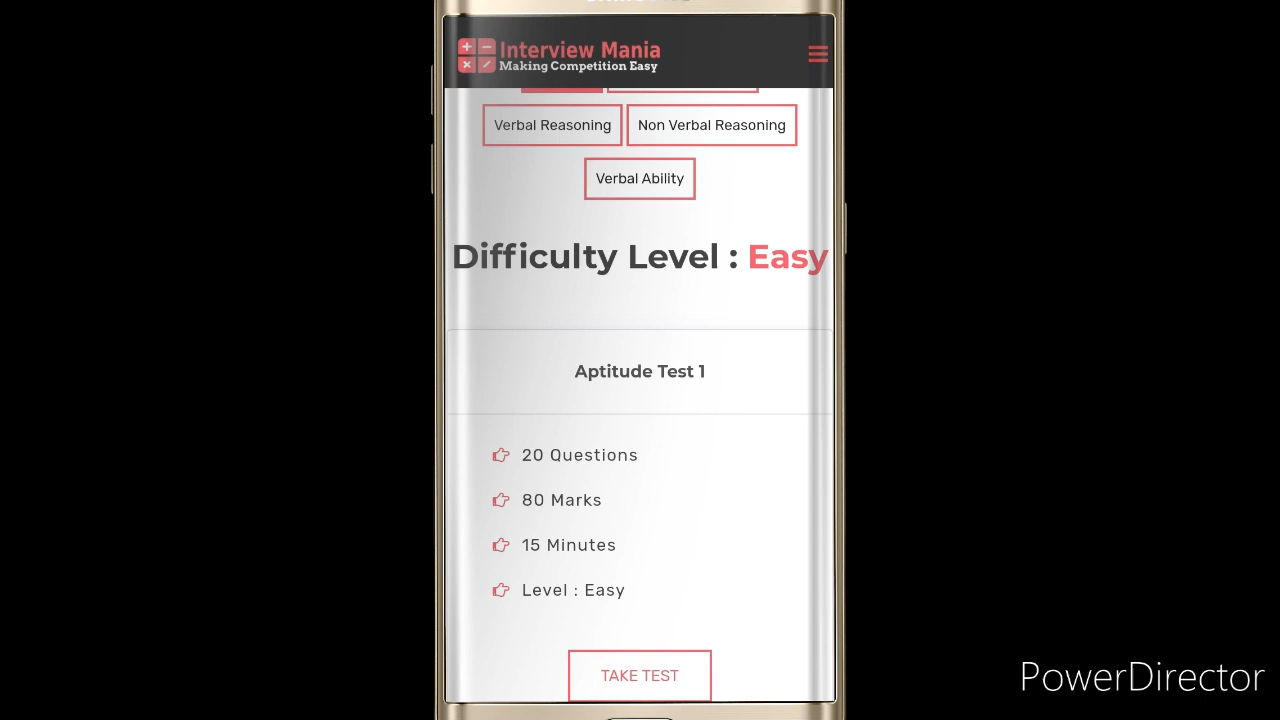 Interview Mania
Making Competition Easy
Verbal Reasoning
Non Verbal Reasoning
Verbal Ability
Difficulty Level : Easy
Aptitude Test 1
20 Questions
80 Marks
15 Minutes
Level : Easy
TAKE TEST
PowerDirector